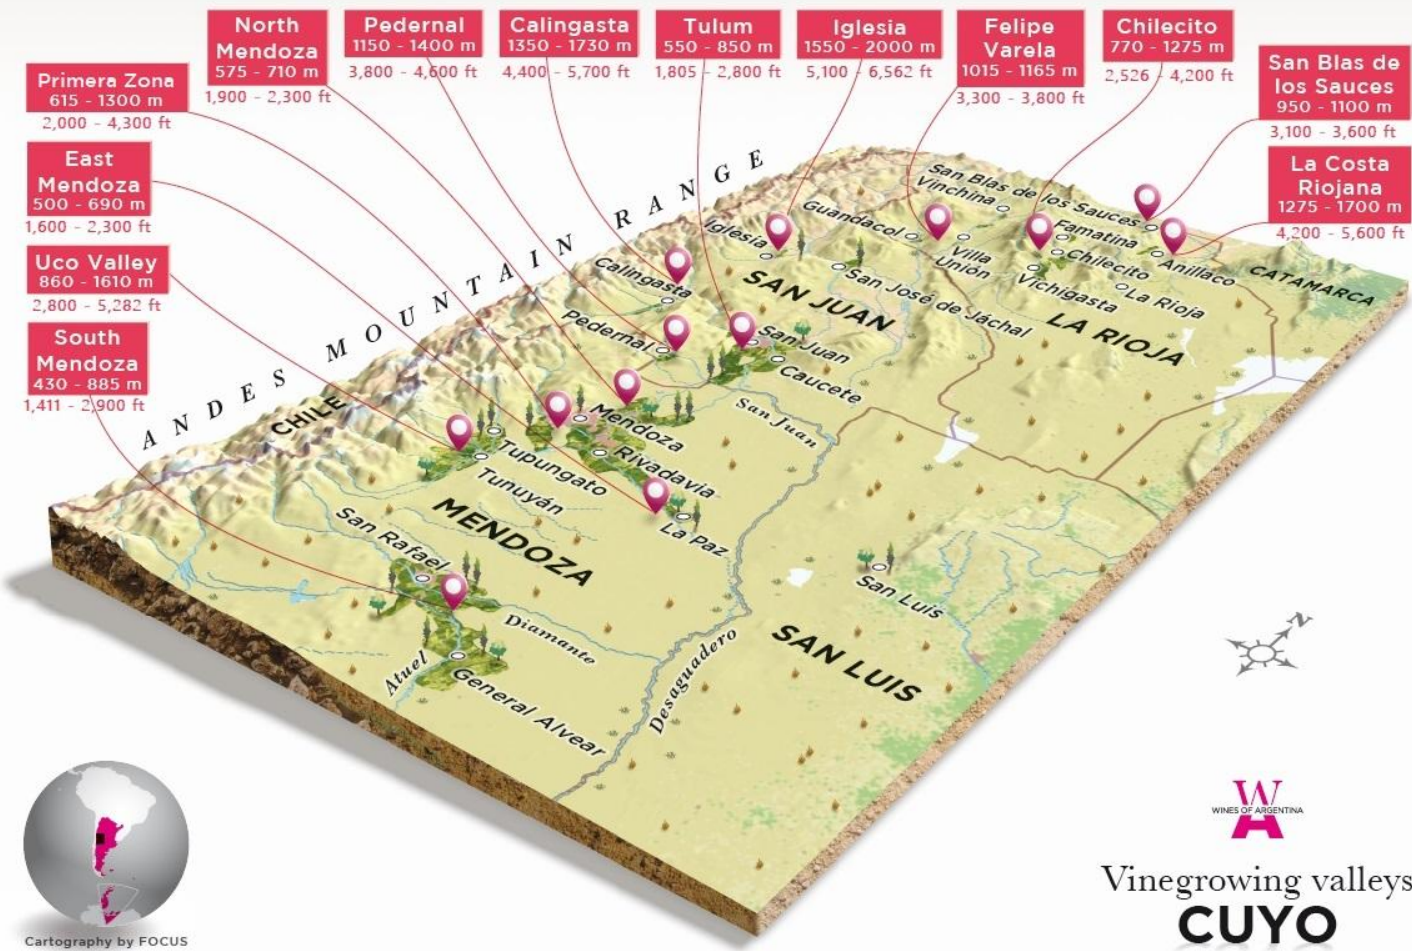 North
Mendoza
575 - 710 m
1,900 - 2,300 ft
Pedernal
1150 - 1400 m
3,800 - 4,600 ft
Calingasta
1350 - 1730 m
4,400 - 5,700 ft
Tulum
550 - 850 m
1,805 - 2,800 ft
Iglesia
1550 - 2000 m
5,100 - 6,562 ft
Felipe
Varela
1015 - 1165 m
3,300 - 3,800 ft
Chilecito
770 - 1275 m
2,526 - 4,200 ft
San Blas de
los Sauces
950 - 1100 m
3,100 - 3,600 ft
La Costa
Riojana
1275 - 1700 m
4,200 - 5,600 ft
Primera Zona
615 - 1300 m
2,000 - 4,300 ft
East
Mendoza
500 - 690 m
1,600 - 2,300 ft
Uco Valley
860 - 1610 m
2,800 - 5,282 ft
South
Mendoza
430 - 885 m
1,411 - 2,900 ft
ANDES MOUNTAIN RANGE
CHILE
San Blas de los Sauces
Vinchina
Guandacol
Iglesia
Villa
Unión
Famatina
Chilecito
Anillaco
Vichigasta
La Rioja
CATAMARCA
Calingasta
SAN JUAN
San José de Jáchal
LA RIOJA
Pedernal
San Juan
Caucete
San Juan
Mendoza
Rivadavia
Tupungato
Tunuyán
La Paz
MENDOZA
San Rafael
San Luis
Diamante
Desaguadero
SAN LUIS
Atuel
General Alvear
N
W
WINES OF ARGENTINA
A
Vinegrowing valleys
CUYO
Cartography by FOCUS